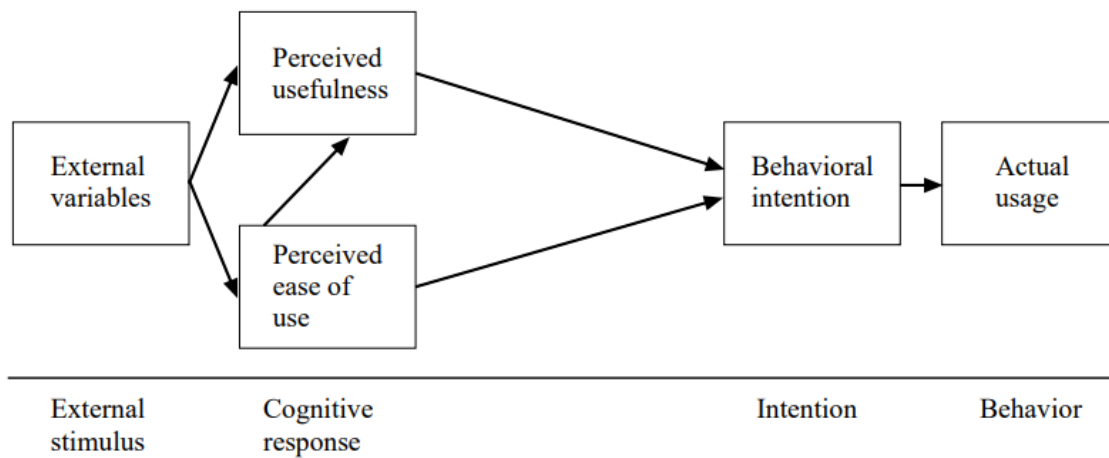 Perceived
usefulness
External
variables
Perceived
ease of
use
Behavioral
intention
Actual
usage
External
stimulus
Cognitive
response
Intention
Behavior